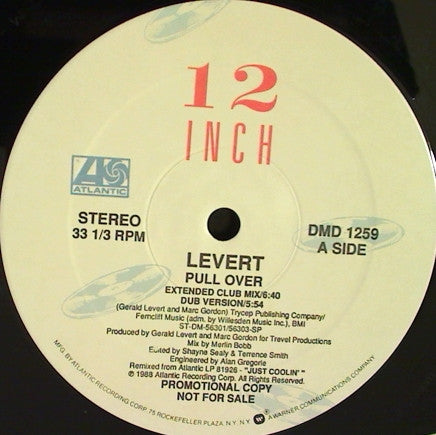 12
INCH
ATLANTIC
STEREO
33 1/3 RPM
DMD 1259
A SIDE
LEVERT
PULL OVER
EXTENDED CLUB MIX/6:40
DUB VERSION/5:54
(Gerald Levert and Marc Gordon) Trycep Publishing Company/
Ferncliff Music (adm. by Willesden Music Inc.), BMI
ST-DM-56301/56303-SP
Produced by Gerald Levert and Marc Gordon for Trevel Productions
Mix by Merlin Bobb
Edited by Shayne Sealy & Terrence Smith
Engineered by Alan Gregorie
Remixed from Atlantic LP 81926 - "JUST COOLIN'"
℗ 1988 Atlantic Recording Corp. All Rights Reserved.
PROMOTIONAL COPY
NOT FOR SALE
MFG. BY ATLANTIC RECORDING CORP. 75 ROCKEFELLER PLAZA, N.Y. N.Y. A WARNER COMMUNICATIONS COMPANY